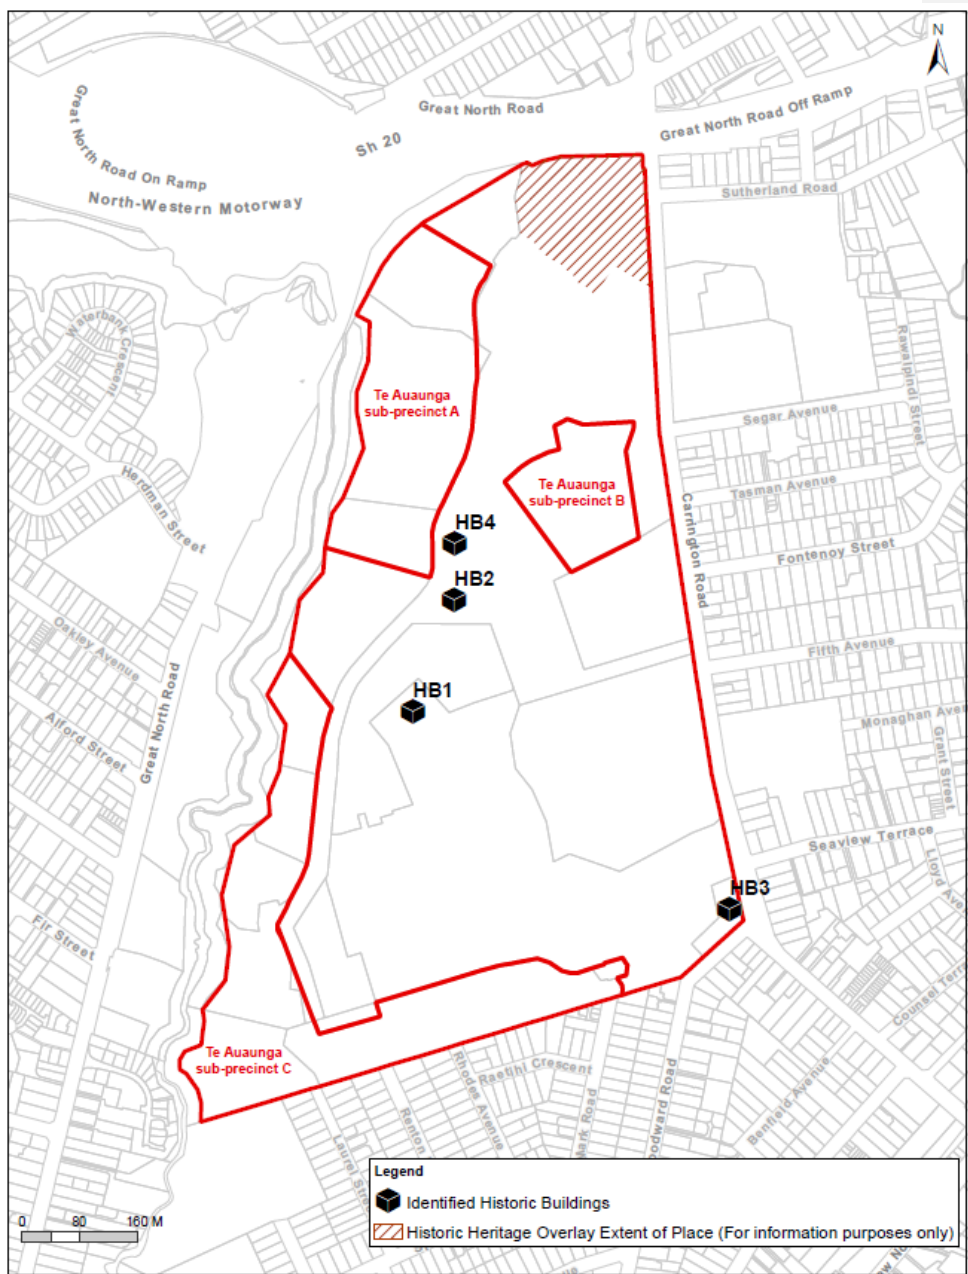 N
Great North Road
Great North Road Off Ramp
Sh 20
Great North Road On Ramp
North-Western Motorway
Sutherland Road
Waterbank Crescent
Rawalpindi Street
Te Auaunga
sub-precinct A
Segar Avenue
Te Auaunga
sub-precinct B
Tasman Avenue
Herdman Street
Carrington Road
HB4
Fontenoy Street
HB2
Oakley Avenue
Fifth Avenue
HB1
Great North Road
Alford Street
Monaghan Aven
Grant Street
Seaview Terrace
HB3
Lloyd Ave
Fir Street
Counsel Terra
Te Auaunga
sub-precinct C
Rhodes Avenue
Raetihi Crescent
Mark Road
oodward Road
Benfield Avenue
Renton
Laurel Stre
Legend
Identified Historic Buildings
Historic Heritage Overlay Extent of Place (For information purposes only)
0 80 160 M